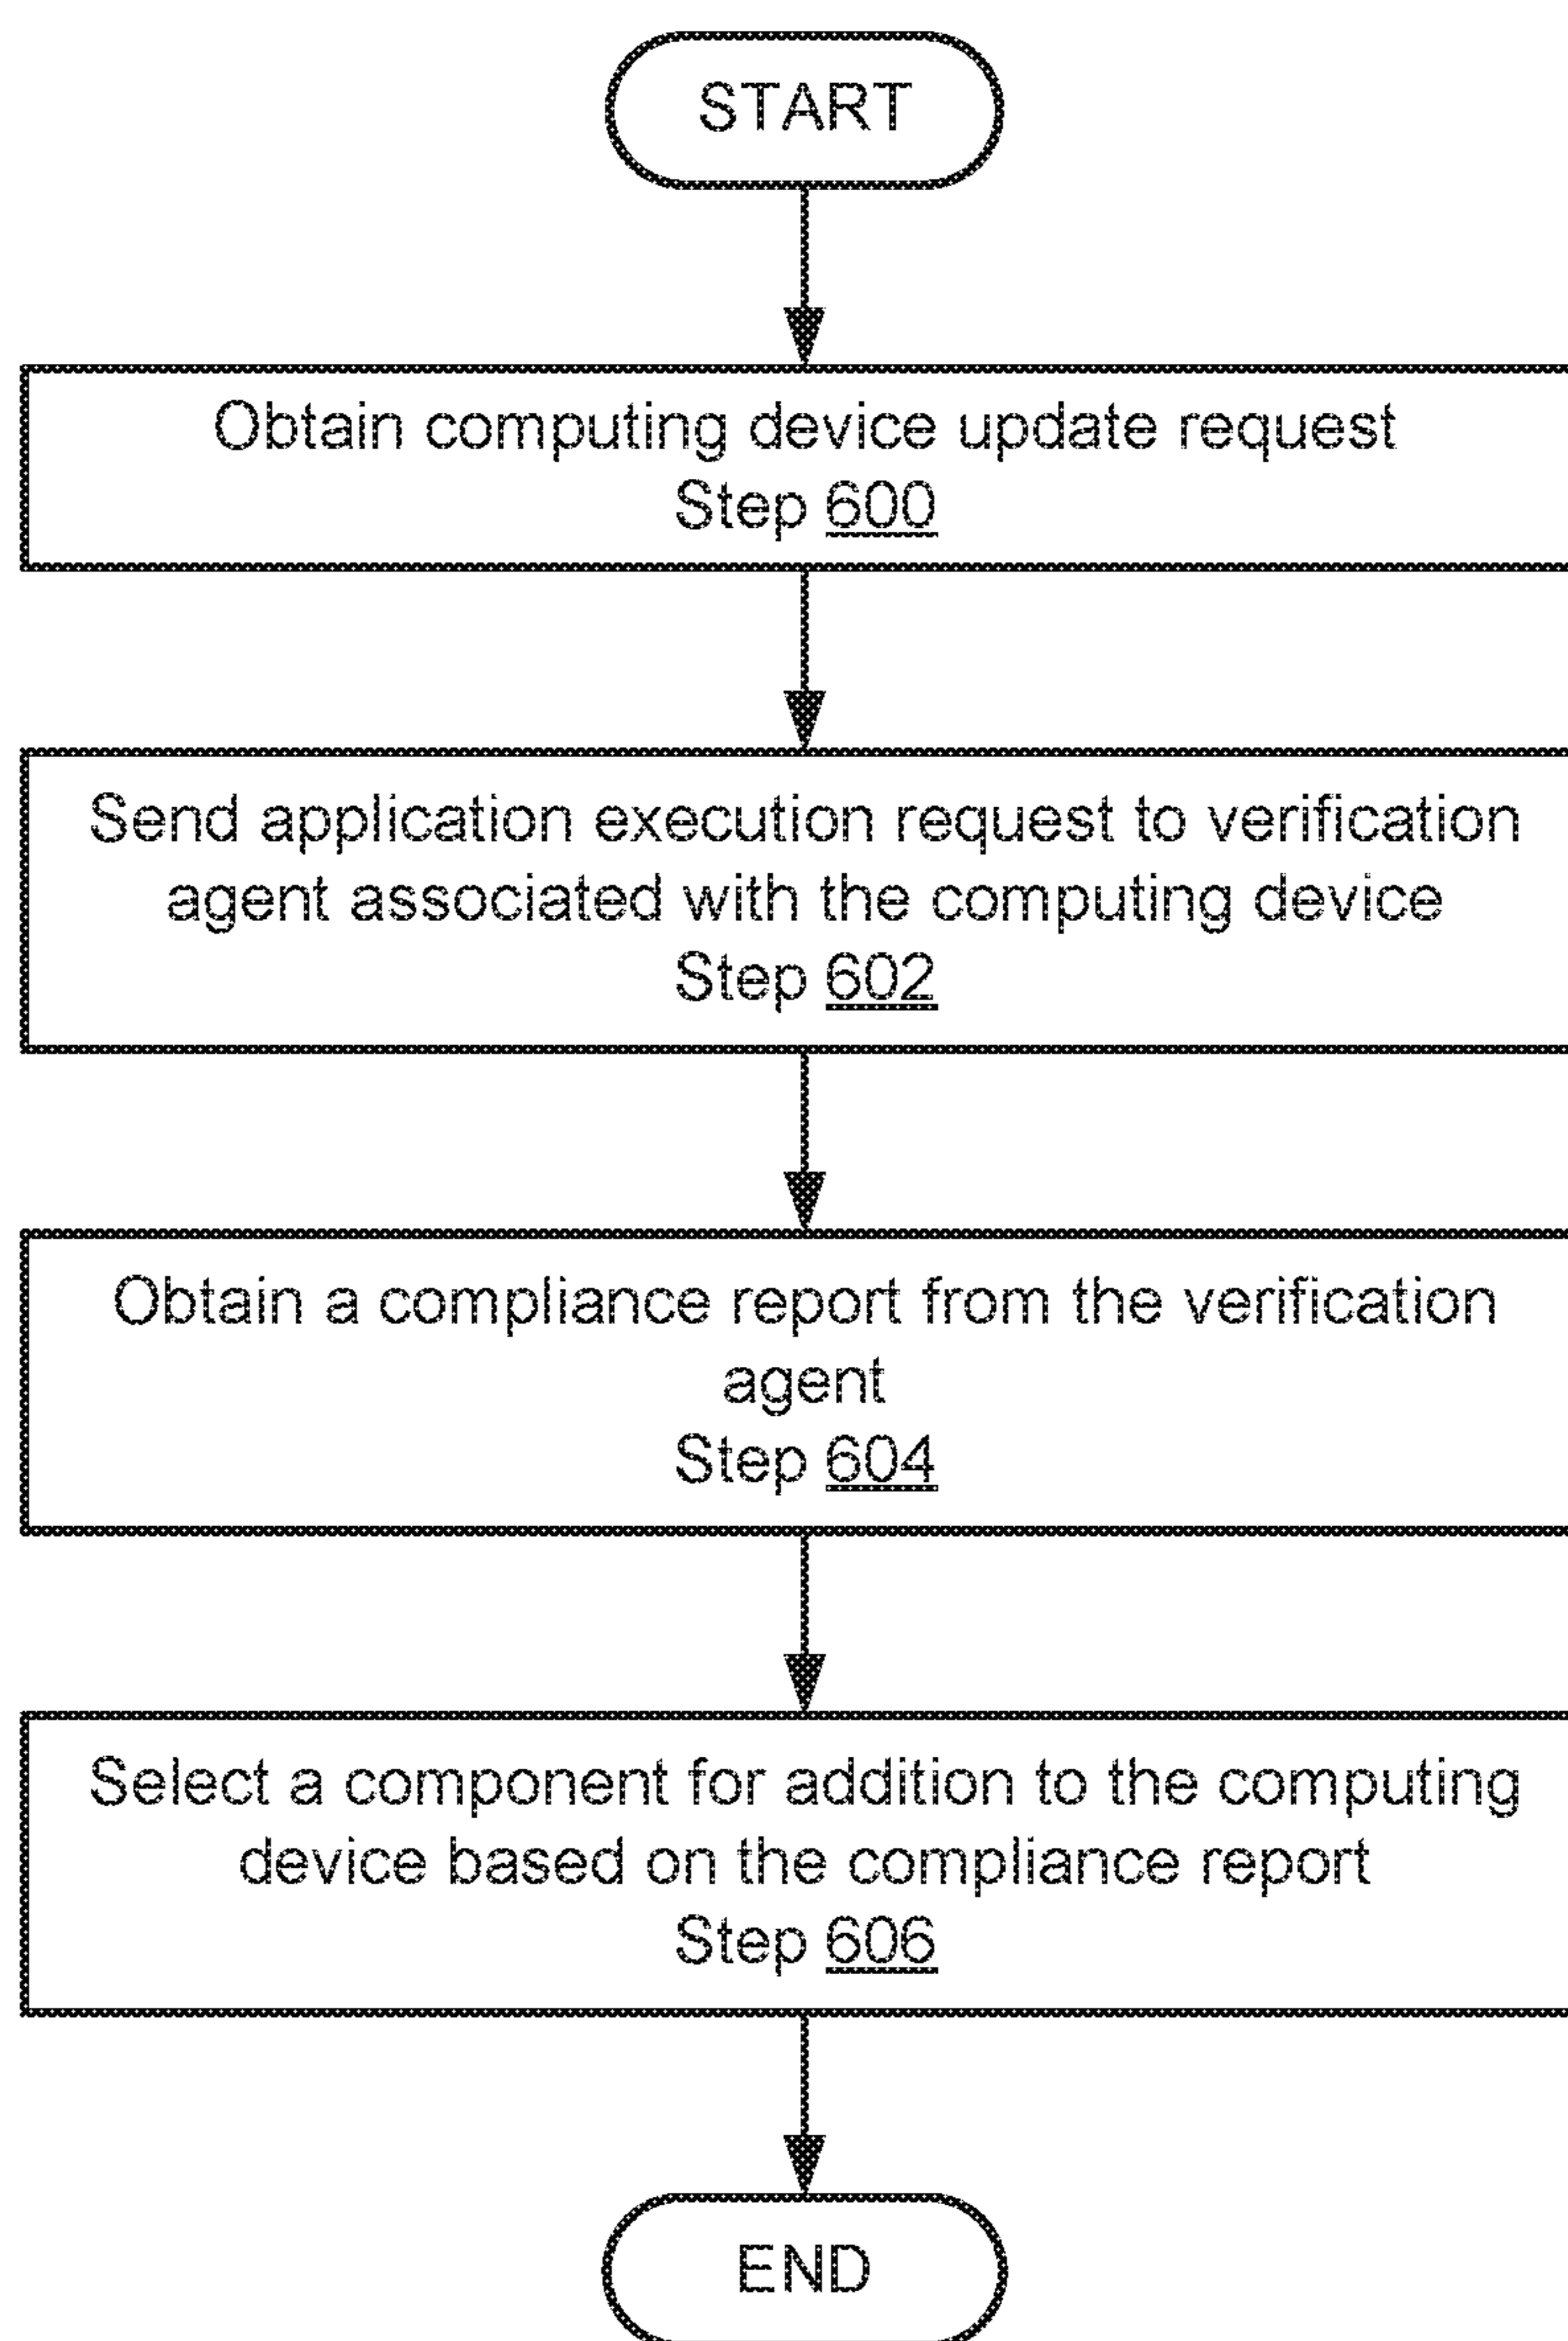 START
Obtain computing device update request
Step 600
Send application execution request to verification
agent associated with the computing device
Step 602
Obtain a compliance report from the verification
agent
Step 604
Select a component for addition to the computing
device based on the compliance report
Step 606
END